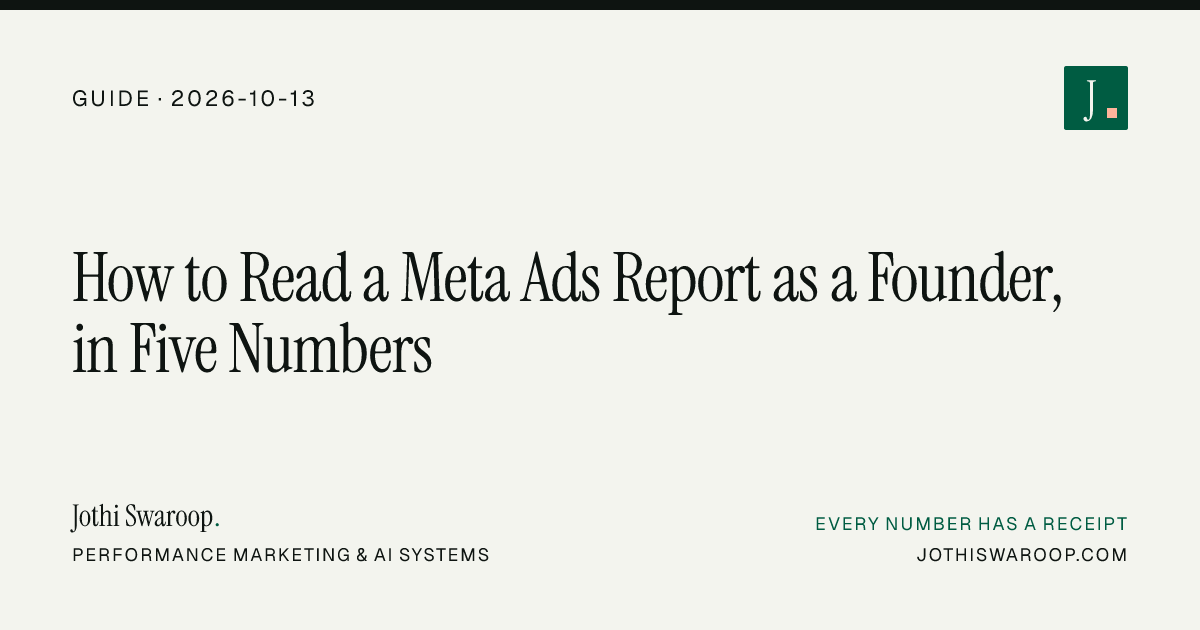 GUIDE · 2026-10-13
J.
How to Read a Meta Ads Report as a Founder,
in Five Numbers
Jothi Swaroop.
PERFORMANCE MARKETING & AI SYSTEMS
EVERY NUMBER HAS A RECEIPT
JOTHISWAROOP.COM